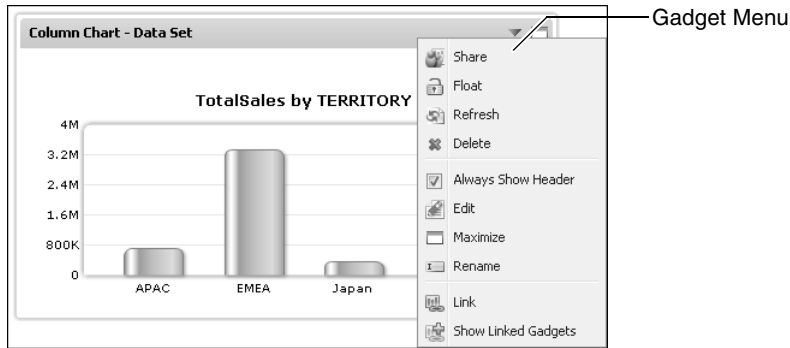 Gadget Menu
Column Chart - Data Set
Share
Float
Refresh
Delete
Always Show Header
Edit
Maximize
Rename
Link
Show Linked Gadgets
TotalSales by TERRITORY
4M
3.2M
2.4M
1.6M
800K
0
APAC EMEA Japan